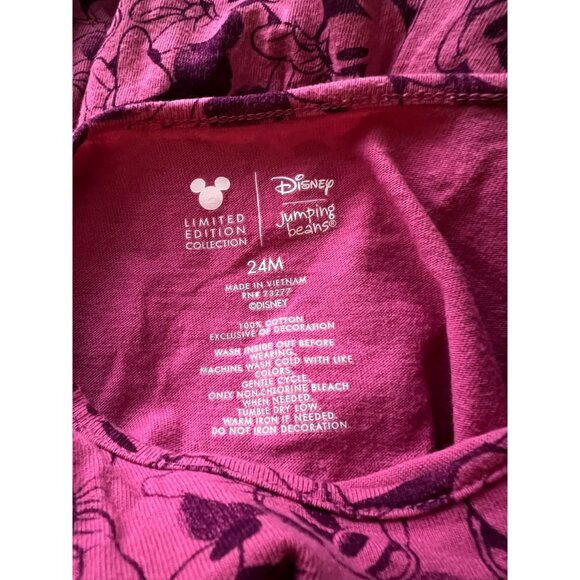 LIMITED
EDITION
COLLECTION
Disney
jumping
beans®
24M
MADE IN VIETNAM
RN# 73277
©DISNEY
100% COTTON
EXCLUSIVE OF DECORATION
WASH INSIDE OUT BEFORE
WEARING.
MACHINE WASH COLD WITH LIKE
COLORS.
GENTLE CYCLE.
ONLY NON-CHLORINE BLEACH
WHEN NEEDED.
TUMBLE DRY LOW.
WARM IRON IF NEEDED.
DO NOT IRON DECORATION.